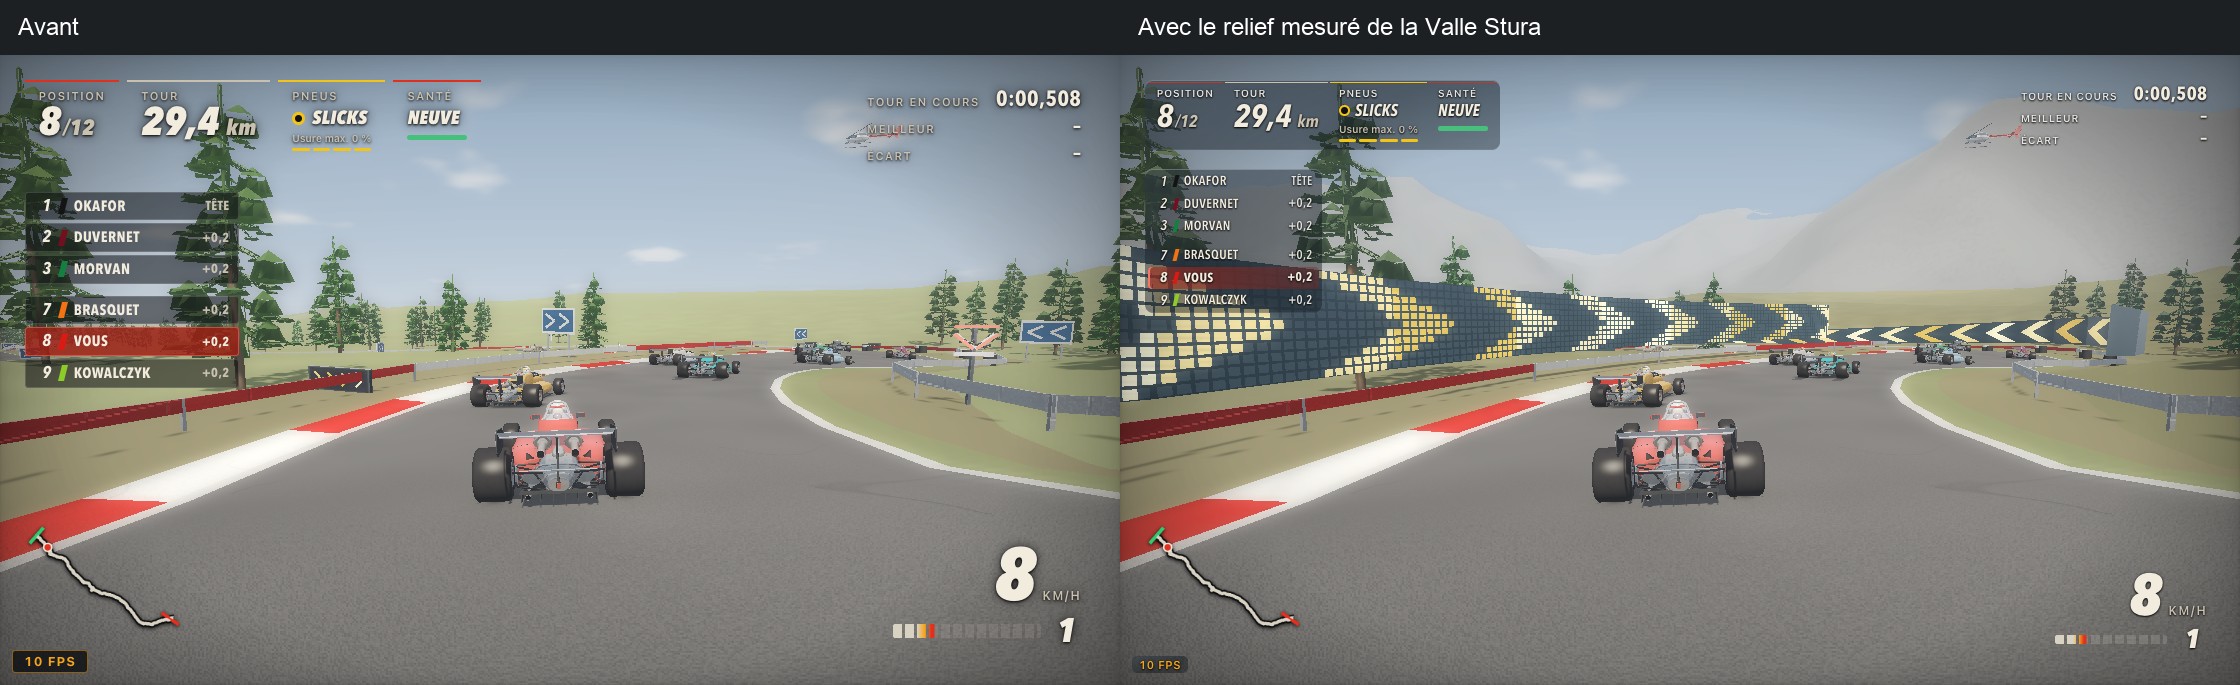 Avant
POSITION
8/12
TOUR
29,4 km
PNEUS
SLICKS
Usure max. 0 %
SANTÉ
NEUVE
TOUR EN COURS 0:00,508
MEILLEUR -
ÉCART -
1 OKAFOR TÊTE
2 DUVERNET +0,2
3 MORVAN +0,2
7 BRASQUET +0,2
8 VOUS +0,2
9 KOWALCZYK +0,2
8 KM/H
1
10 FPS
Avec le relief mesuré de la Valle Stura
POSITION
8/12
TOUR
29,4 km
PNEUS
SLICKS
Usure max. 0 %
SANTÉ
NEUVE
TOUR EN COURS 0:00,508
MEILLEUR -
ÉCART -
1 OKAFOR TÊTE
2 DUVERNET +0,2
3 MORVAN +0,2
7 BRASQUET +0,2
8 VOUS +0,2
9 KOWALCZYK +0,2
8 KM/H
1
10 FPS